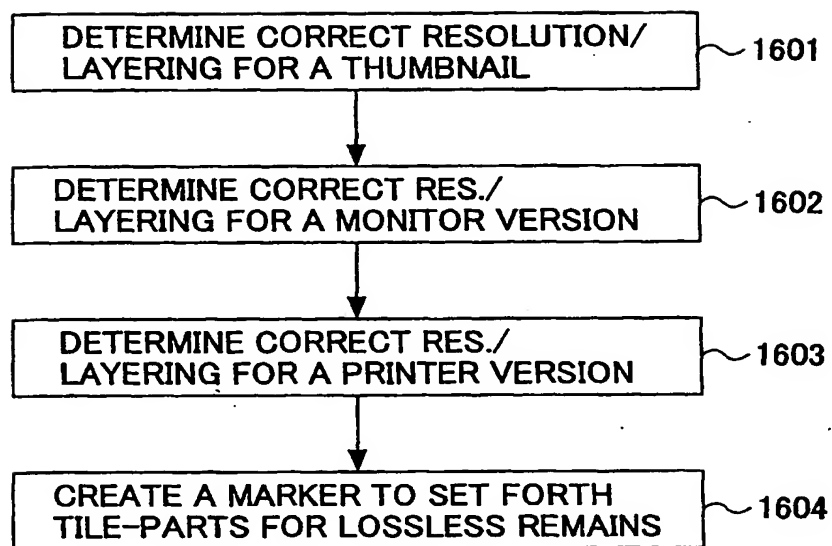 DETERMINE CORRECT RESOLUTION/
LAYERING FOR A THUMBNAIL
1601
DETERMINE CORRECT RES./
LAYERING FOR A MONITOR VERSION
1602
DETERMINE CORRECT RES./
LAYERING FOR A PRINTER VERSION
1603
CREATE A MARKER TO SET FORTH
TILE-PARTS FOR LOSSLESS REMAINS
1604